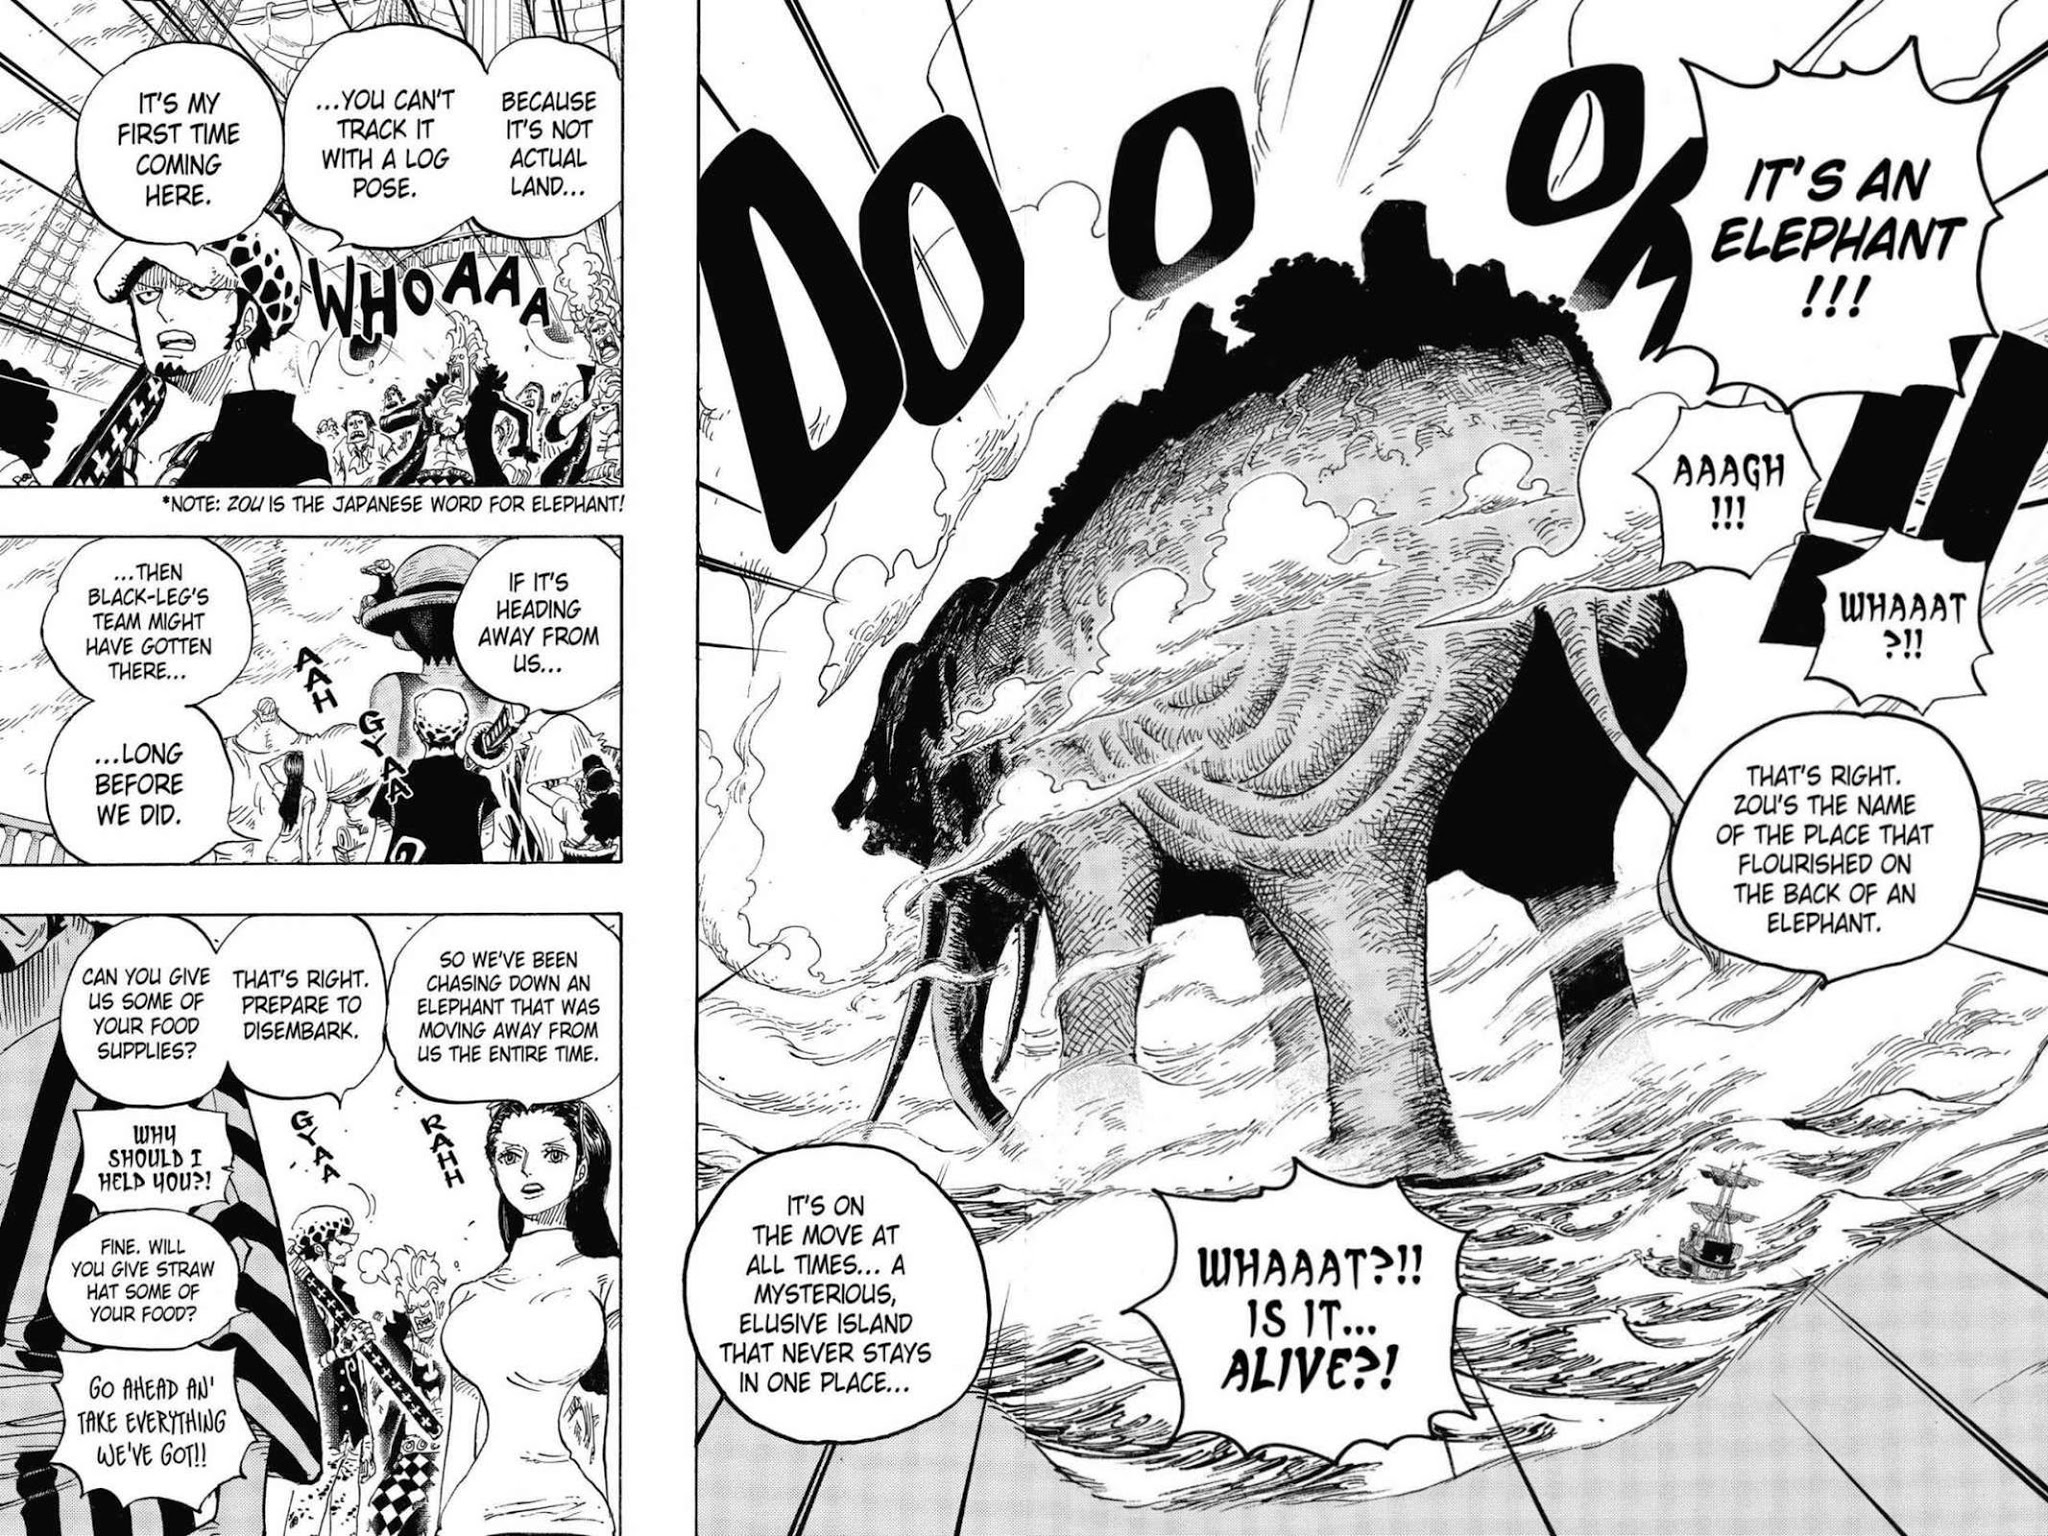 IT'S AN
ELEPHANT
!!!
DOOOOM
AAAGH
!!!
WHAAAT
?!!
THAT'S RIGHT.
ZOU'S THE NAME
OF THE PLACE THAT
FLOURISHED ON
THE BACK OF AN
ELEPHANT.
WHAAAT?!!
IS IT...
ALIVE?!
IT'S ON
THE MOVE AT
ALL TIMES... A
MYSTERIOUS,
ELUSIVE ISLAND
THAT NEVER STAYS
IN ONE PLACE...
BECAUSE
IT'S NOT
ACTUAL
LAND...
...YOU CAN'T
TRACK IT
WITH A LOG
POSE.
IT'S MY
FIRST TIME
COMING
HERE.
WHOAAAA
*NOTE: ZOU IS THE JAPANESE WORD FOR ELEPHANT!
IF IT'S
HEADING
AWAY FROM
US...
...THEN
BLACK-LEG'S
TEAM MIGHT
HAVE GOTTEN
THERE...
...LONG
BEFORE
WE DID.
AAH
GYAA
SO WE'VE BEEN
CHASING DOWN AN
ELEPHANT THAT WAS
MOVING AWAY FROM
US THE ENTIRE TIME.
THAT'S RIGHT.
PREPARE TO
DISEMBARK.
CAN YOU GIVE
US SOME OF
YOUR FOOD
SUPPLIES?
RAHH
GYAA
WHY
SHOULD I
HELP YOU?!
FINE. WILL
YOU GIVE STRAW
HAT SOME OF
YOUR FOOD?
GO AHEAD AN'
TAKE EVERYTHING
WE'VE GOT!!